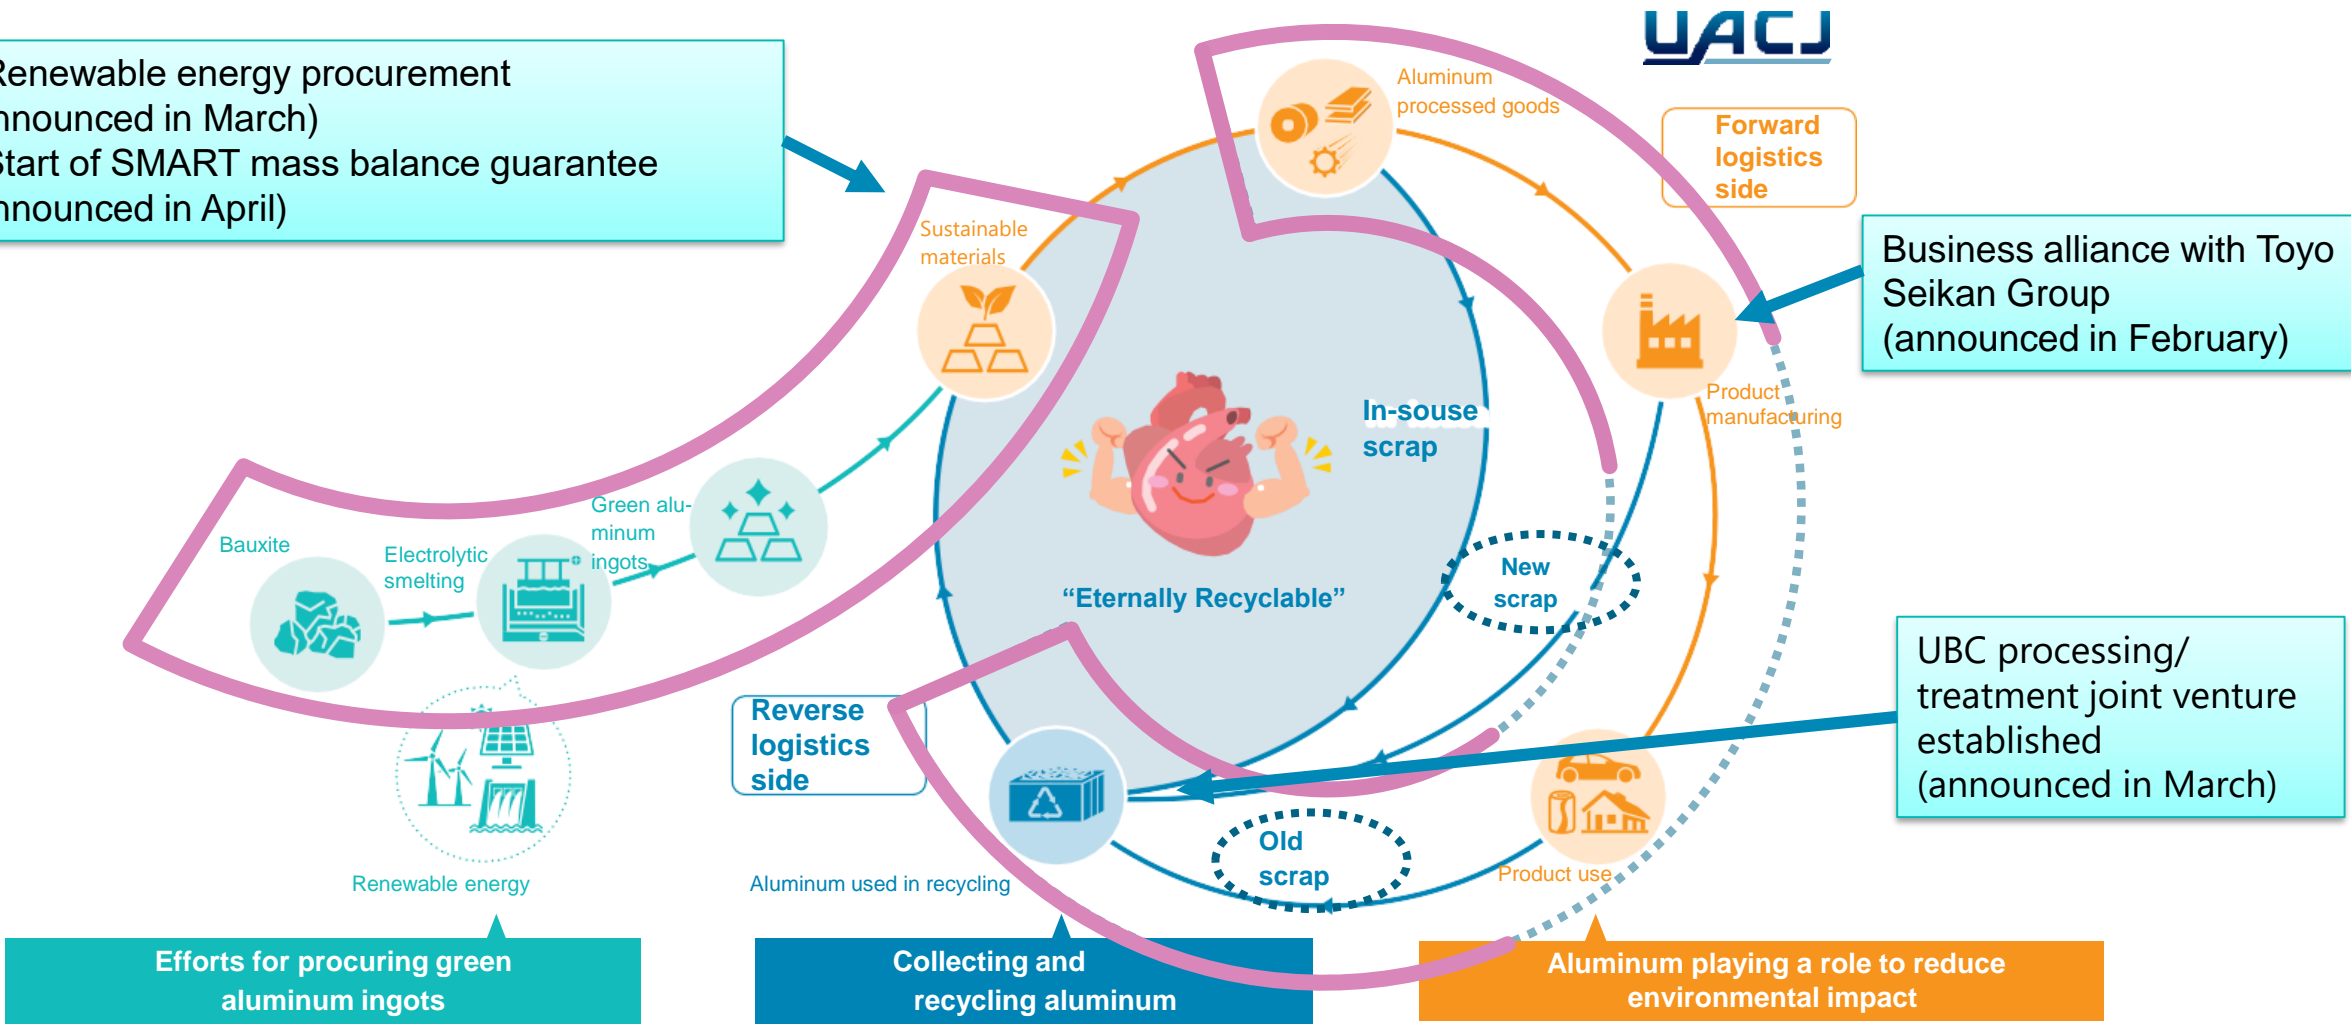 Renewable energy procurement
nnounced in March)
Start of SMART mass balance guarantee
nnounced in April)
UACJ
Aluminum
processed goods
Forward
logistics
side
Sustainable
materials
Business alliance with Toyo
Seikan Group
(announced in February)
Product
manufacturing
In-souse
scrap
Green alu-
minum
ingots
Bauxite
Electrolytic
smelting
New
scrap
“Eternally Recyclable”
UBC processing/
treatment joint venture
established
(announced in March)
Reverse
logistics
side
Old
scrap
Renewable energy
Aluminum used in recycling
Product use
Efforts for procuring green
aluminum ingots
Collecting and
recycling aluminum
Aluminum playing a role to reduce
environmental impact